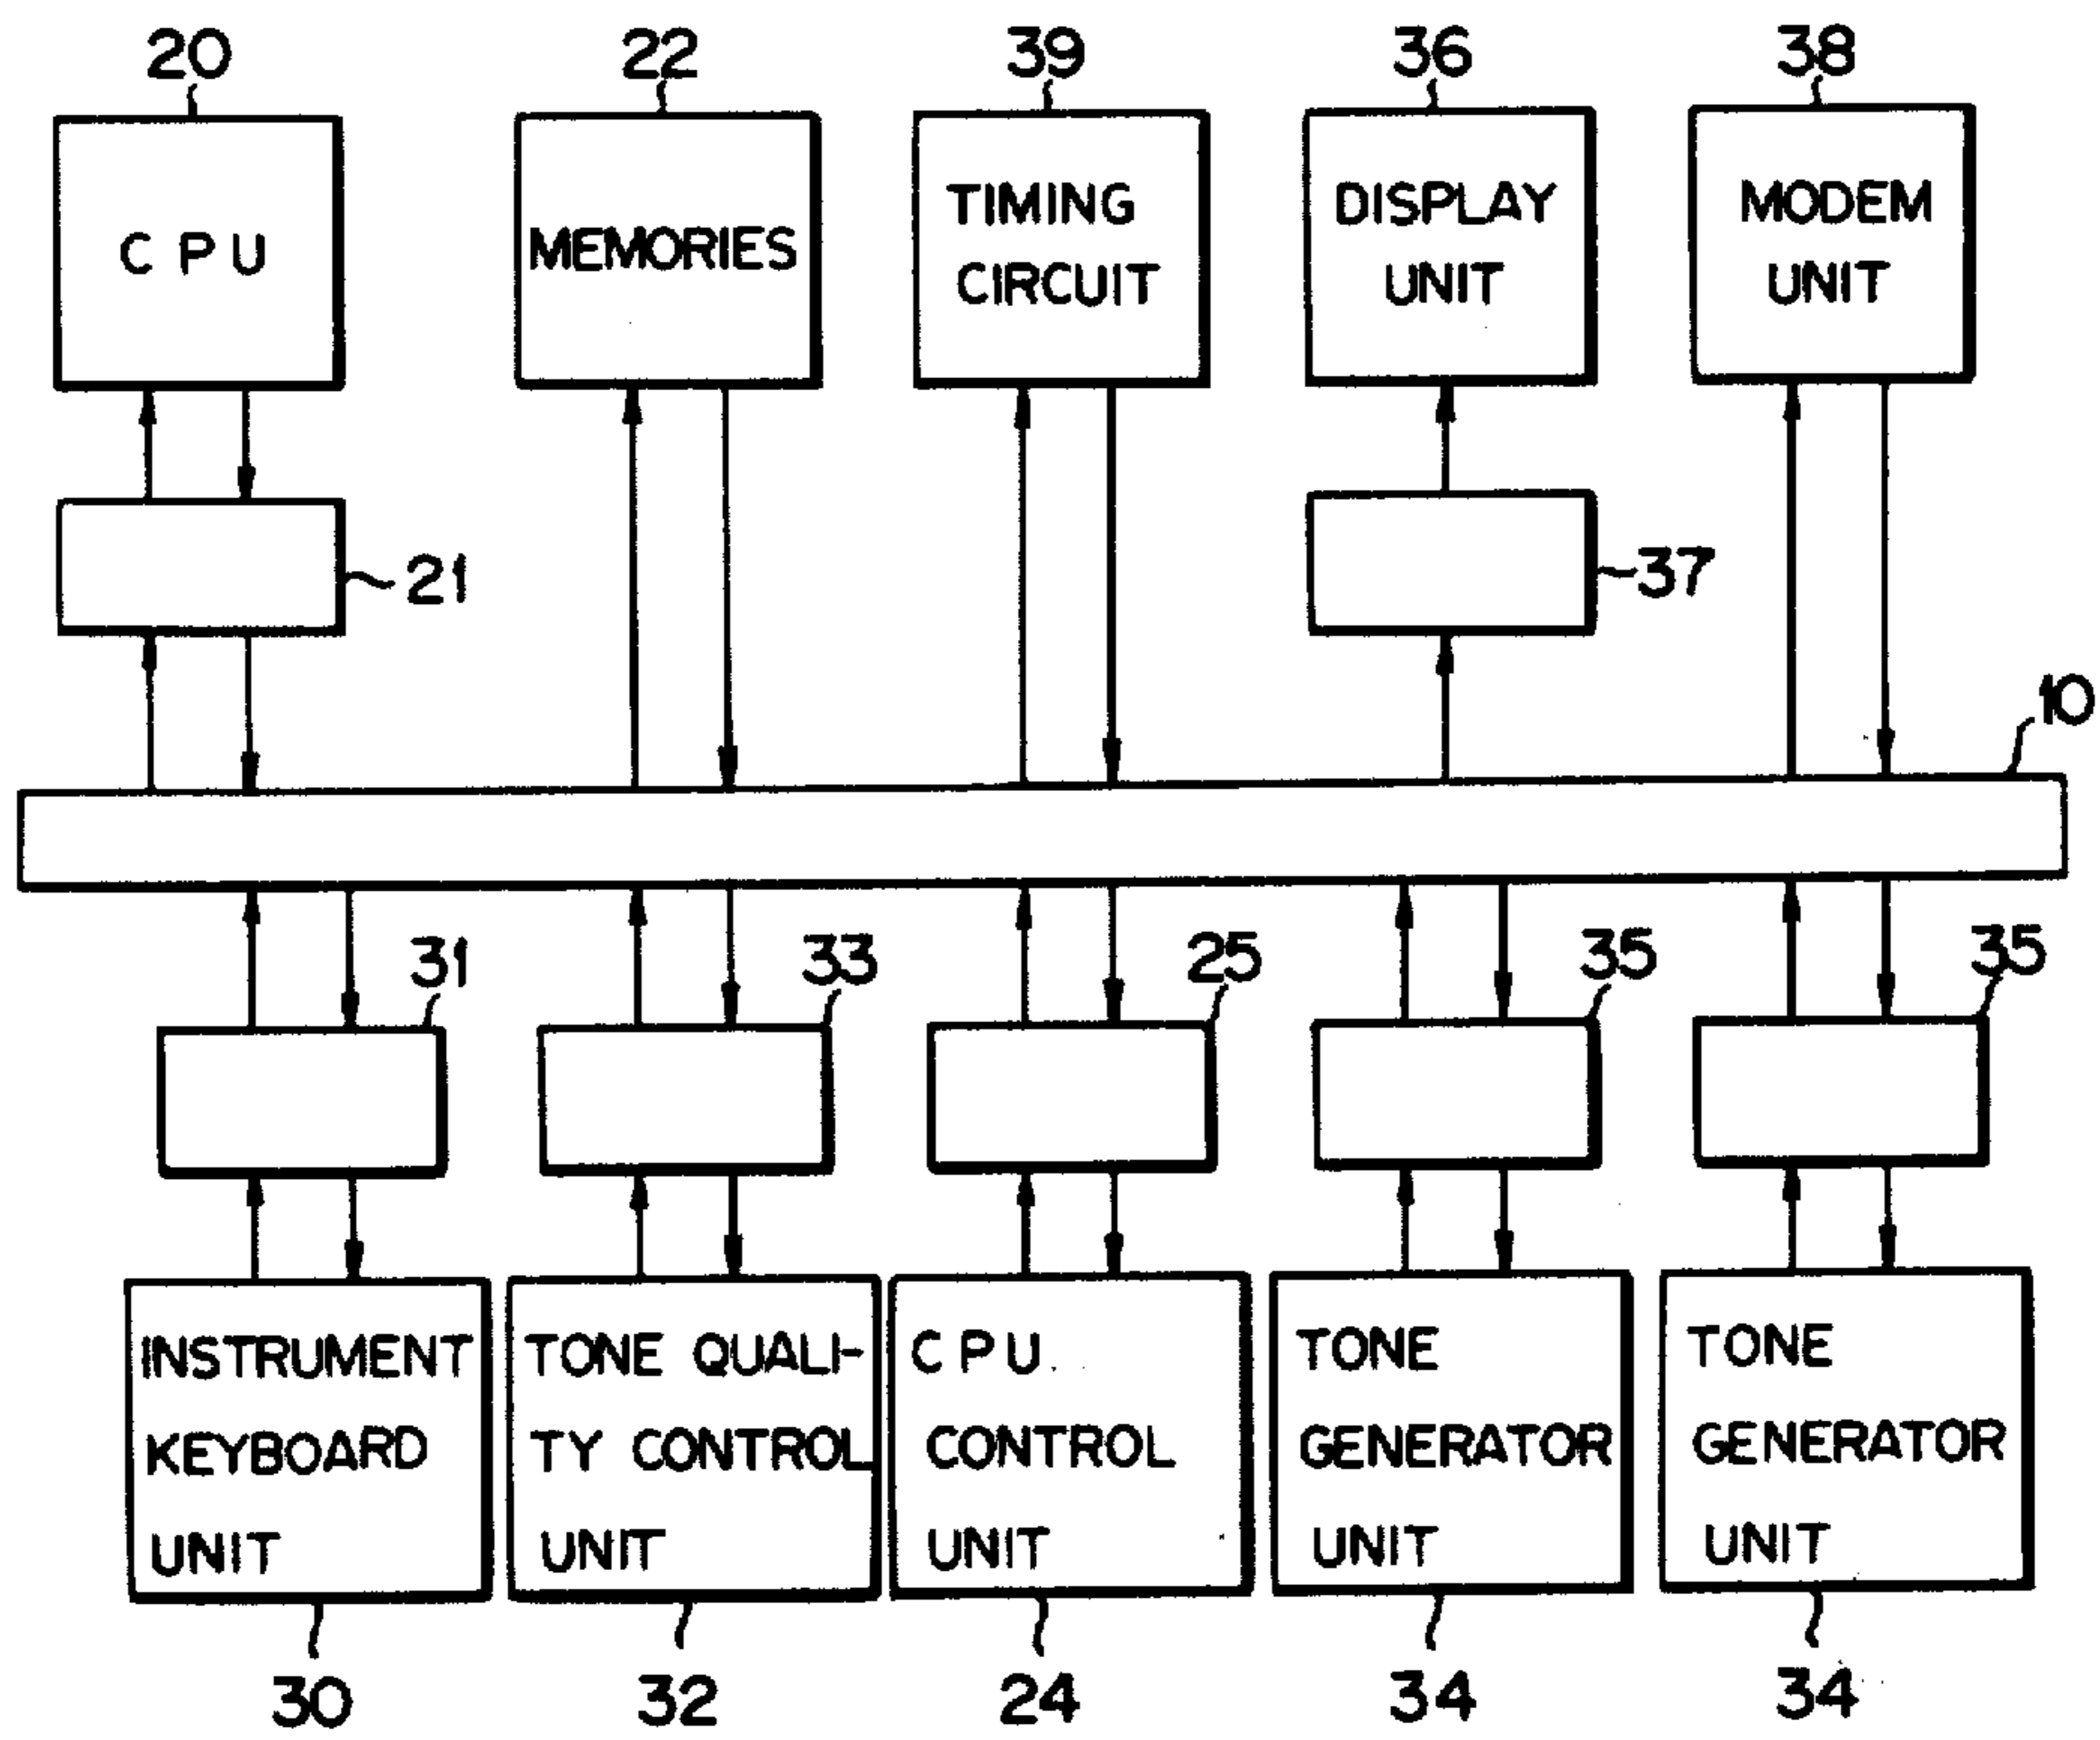 20
22
39
36
38
CPU
MEMORIES
TIMING
CIRCUIT
DISPLAY
UNIT
MODEM
UNIT
21
37
10
31
33
25
35
35
INSTRUMENT
KEYBOARD
UNIT
TONE QUALI-
TY CONTROL
UNIT
CPU
CONTROL
UNIT
TONE
GENERATOR
UNIT
TONE
GENERATOR
UNIT
30
32
24
34
34